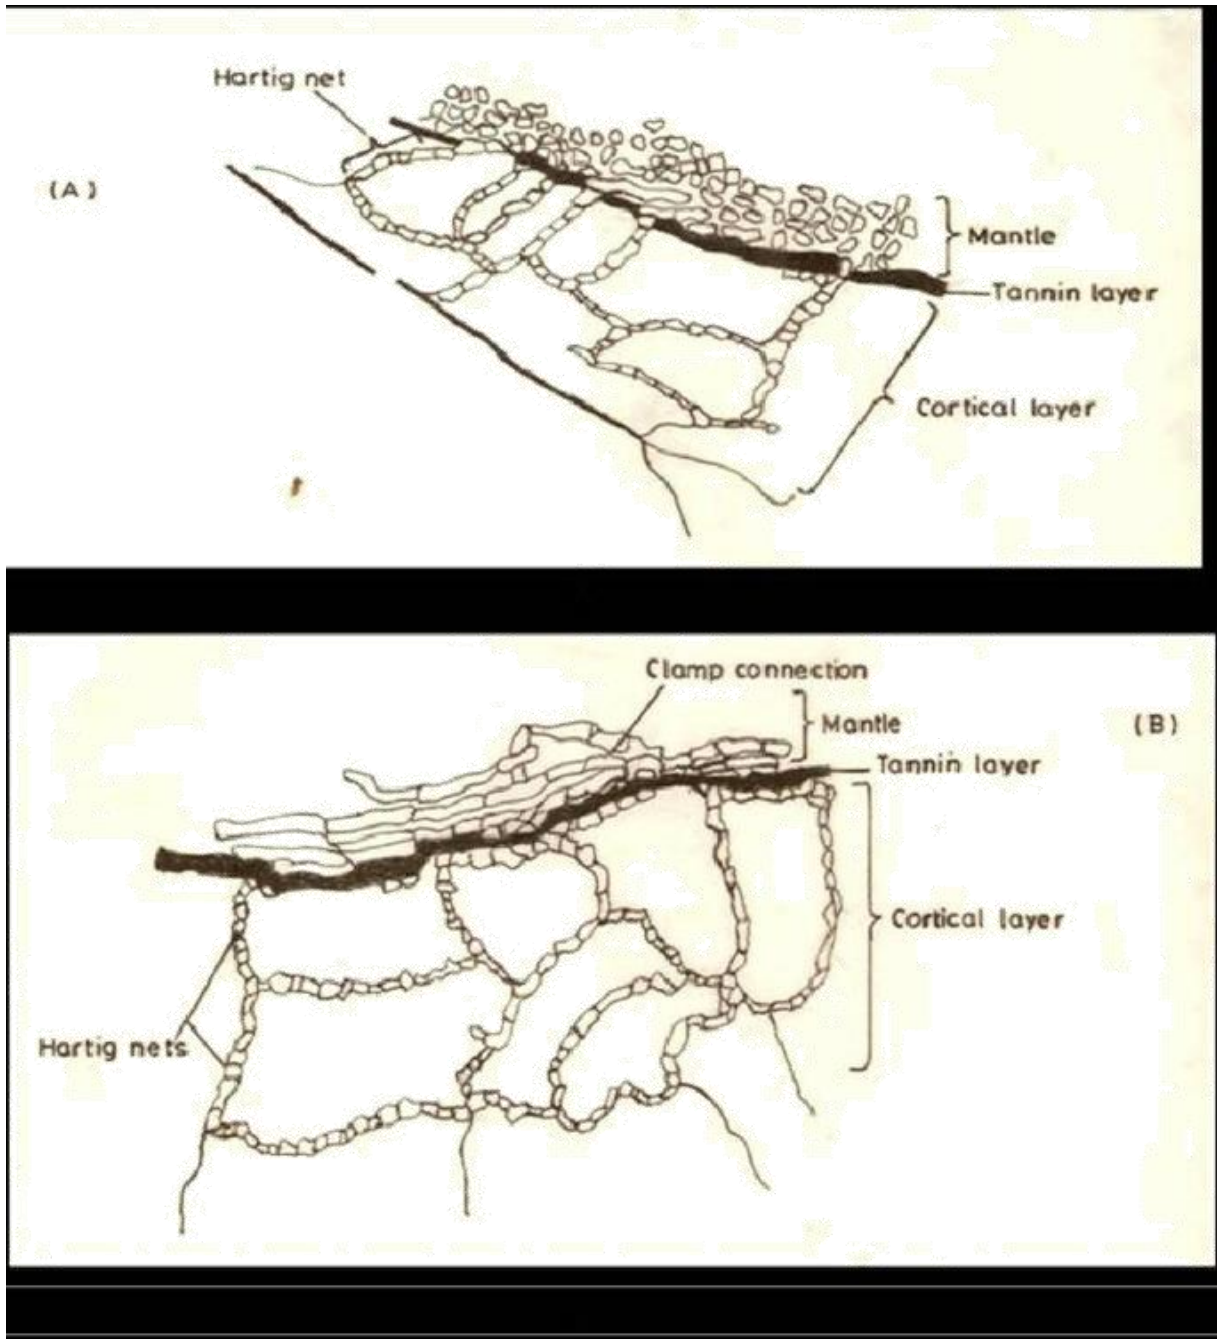 Hartig net
(A)
Mantle
Tannin layer
Cortical layer
Clamp connection
Mantle
(B)
Tannin layer
Cortical layer
Hartig nets